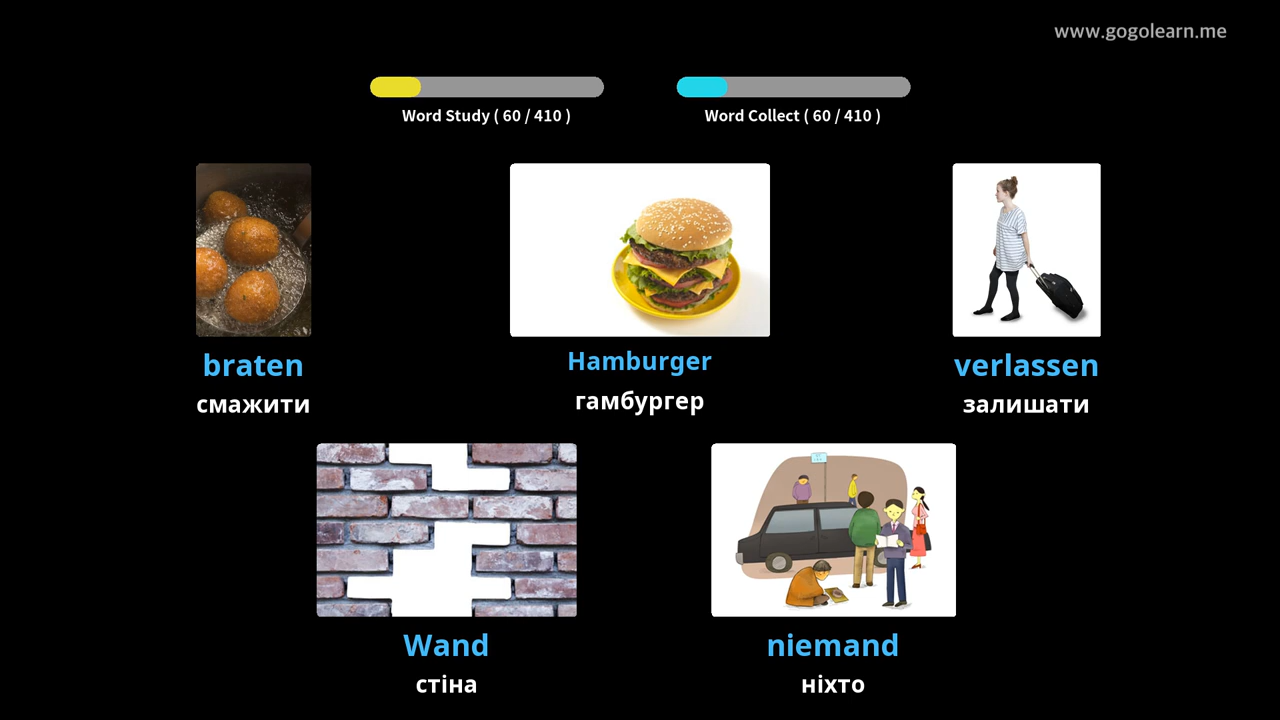 www.gogolearn.me
Word Study ( 60 / 410 )
Word Collect ( 60 / 410 )
braten
смажити
Hamburger
гамбургер
verlassen
залишати
Wand
стіна
niemand
ніхто